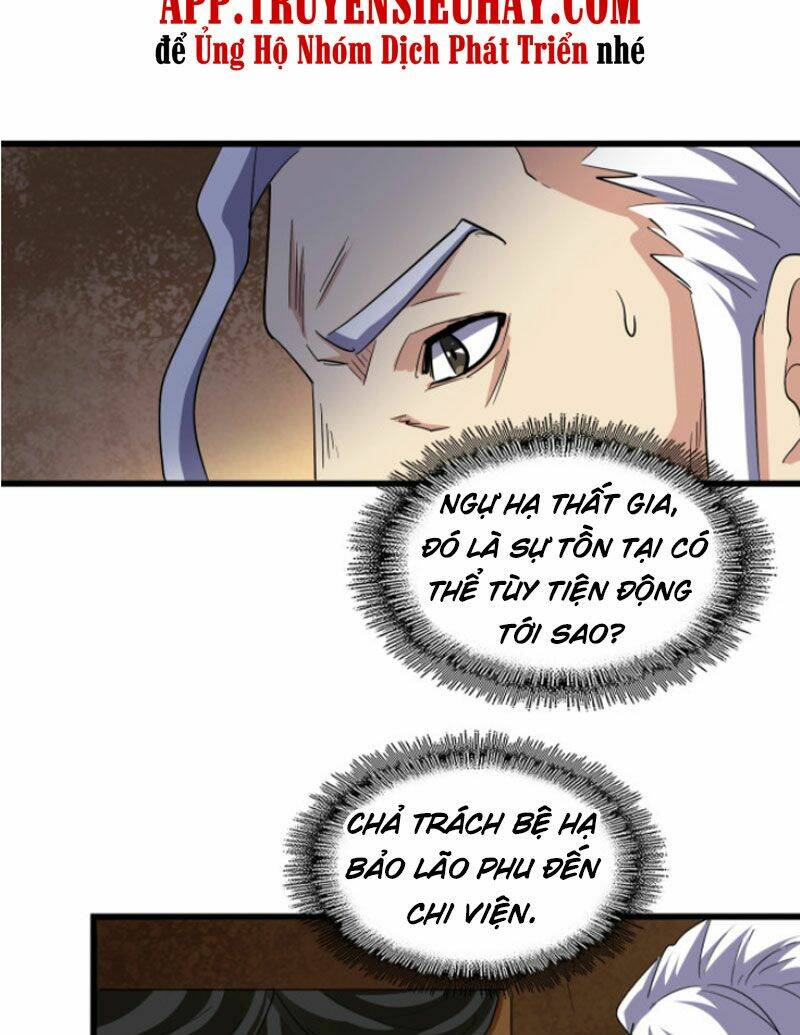 APP.TRUYENSIEUHAY.COM
để Ủng Hộ Nhóm Dịch Phát Triển nhé
NGỰ HẠ THẤT GIA,
ĐÓ LÀ SỰ TỒN TẠI CÓ
THỂ TÙY TIỆN ĐỘNG
TỚI SAO?
CHẢ TRÁCH BỆ HẠ
BẢO LÃO PHU ĐẾN
CHI VIỆN.